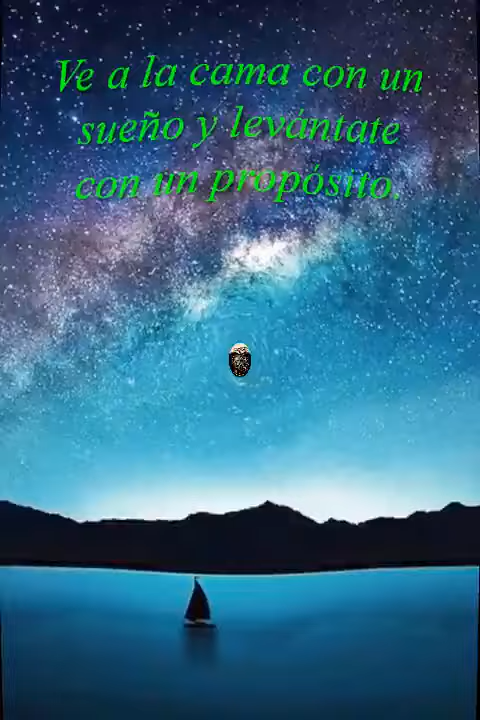 Ve a la cama con un
sueño y levántate
con un propósito.